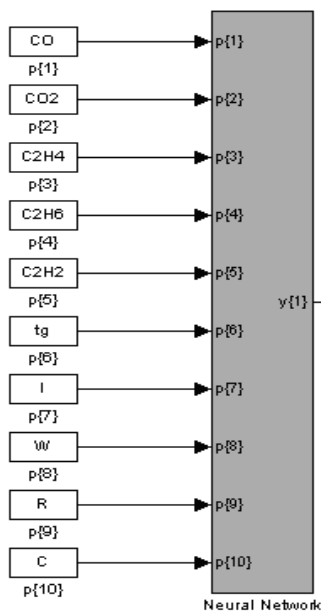 CO
p{1}
p{1}
CO2
p{2}
p{2}
C2H4
p{3}
p{3}
C2H6
p{4}
p{4}
C2H2
p{5}
p{5}
y{1}
tg
p{6}
p{6}
I
p{7}
p{7}
W
p{8}
p{8}
R
p{9}
p{9}
C
p{10}
p{10}
Neural Network